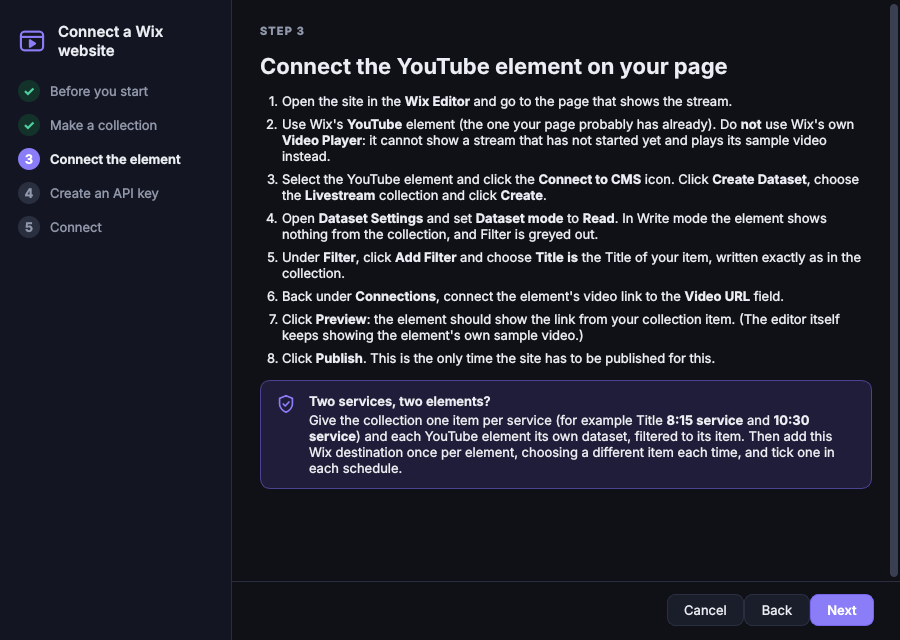 Connect a Wix
website
Before you start
Make a collection
3 Connect the element
4 Create an API key
5 Connect
STEP 3
Connect the YouTube element on your page
1. Open the site in the Wix Editor and go to the page that shows the stream.
2. Use Wix's YouTube element (the one your page probably has already). Do not use Wix's own
Video Player: it cannot show a stream that has not started yet and plays its sample video
instead.
3. Select the YouTube element and click the Connect to CMS icon. Click Create Dataset, choose
the Livestream collection and click Create.
4. Open Dataset Settings and set Dataset mode to Read. In Write mode the element shows
nothing from the collection, and Filter is greyed out.
5. Under Filter, click Add Filter and choose Title is the Title of your item, written exactly as in the
collection.
6. Back under Connections, connect the element's video link to the Video URL field.
7. Click Preview: the element should show the link from your collection item. (The editor itself
keeps showing the element's own sample video.)
8. Click Publish. This is the only time the site has to be published for this.
Two services, two elements?
Give the collection one item per service (for example Title 8:15 service and 10:30
service) and each YouTube element its own dataset, filtered to its item. Then add this
Wix destination once per element, choosing a different item each time, and tick one in
each schedule.
Cancel
Back
Next